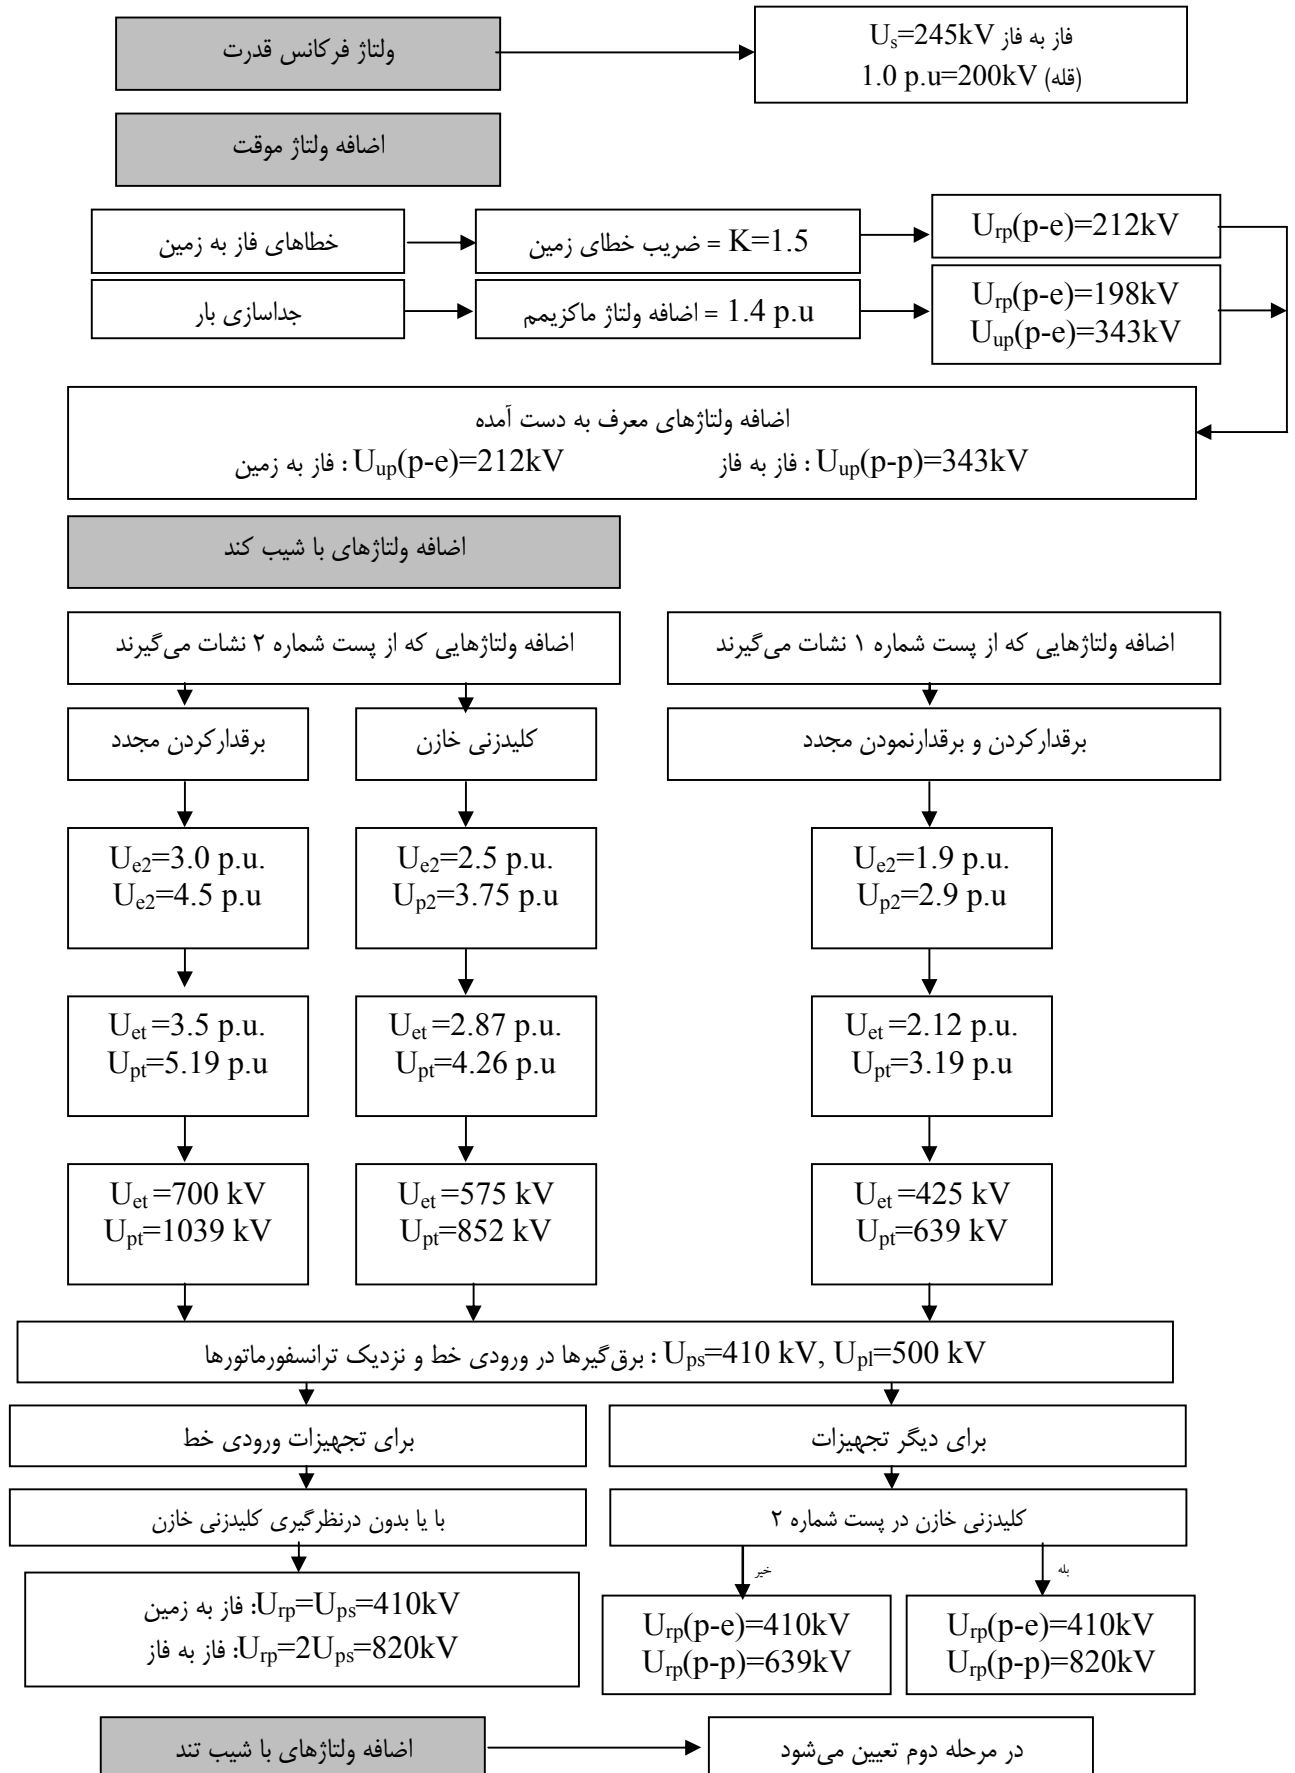 ولتاژ فرکانس قدرت
فاز به فاز Us=245kV
1.0 p.u=200kV (قله)
اضافه ولتاژ موقت
خطاهای فاز به زمین
K=1.5 = ضریب خطای زمین
Urp(p-e)=212kV
جداسازی بار
1.4 p.u = اضافه ولتاژ ماکزیمم
Urp(p-e)=198kV
Uup(p-e)=343kV
اضافه ولتاژهای معرف به دست آمده
فاز به فاز : Uup(p-p)=343kV
فاز به زمین : Uup(p-e)=212kV
اضافه ولتاژهای با شیب کند
اضافه ولتاژهایی که از پست شماره ۱ نشات می‌گیرند
اضافه ولتاژهایی که از پست شماره ۲ نشات می‌گیرند
برقدارکردن و برقدارنمودن مجدد
کلیدزنی خازن
برقدارکردن مجدد
Ue2=3.0 p.u.
Ue2=4.5 p.u
Ue2=2.5 p.u.
Up2=3.75 p.u
Ue2=1.9 p.u.
Up2=2.9 p.u
Uet=3.5 p.u.
Upt=5.19 p.u
Uet=2.87 p.u.
Upt=4.26 p.u
Uet=2.12 p.u.
Upt=3.19 p.u
Uet=700 kV
Upt=1039 kV
Uet=575 kV
Upt=852 kV
Uet=425 kV
Upt=639 kV
برق‌گیرها در ورودی خط و نزدیک ترانسفورماتورها : Ups=410 kV, Upl=500 kV
برای تجهیزات ورودی خط
برای دیگر تجهیزات
با یا بدون درنظرگیری کلیدزنی خازن
کلیدزنی خازن در پست شماره ۲
خیر
بله
فاز به زمین :Urp=Ups=410kV
فاز به فاز :Urp=2Ups=820kV
Urp(p-e)=410kV
Urp(p-p)=639kV
Urp(p-e)=410kV
Urp(p-p)=820kV
اضافه ولتاژهای با شیب تند
در مرحله دوم تعیین می‌شود